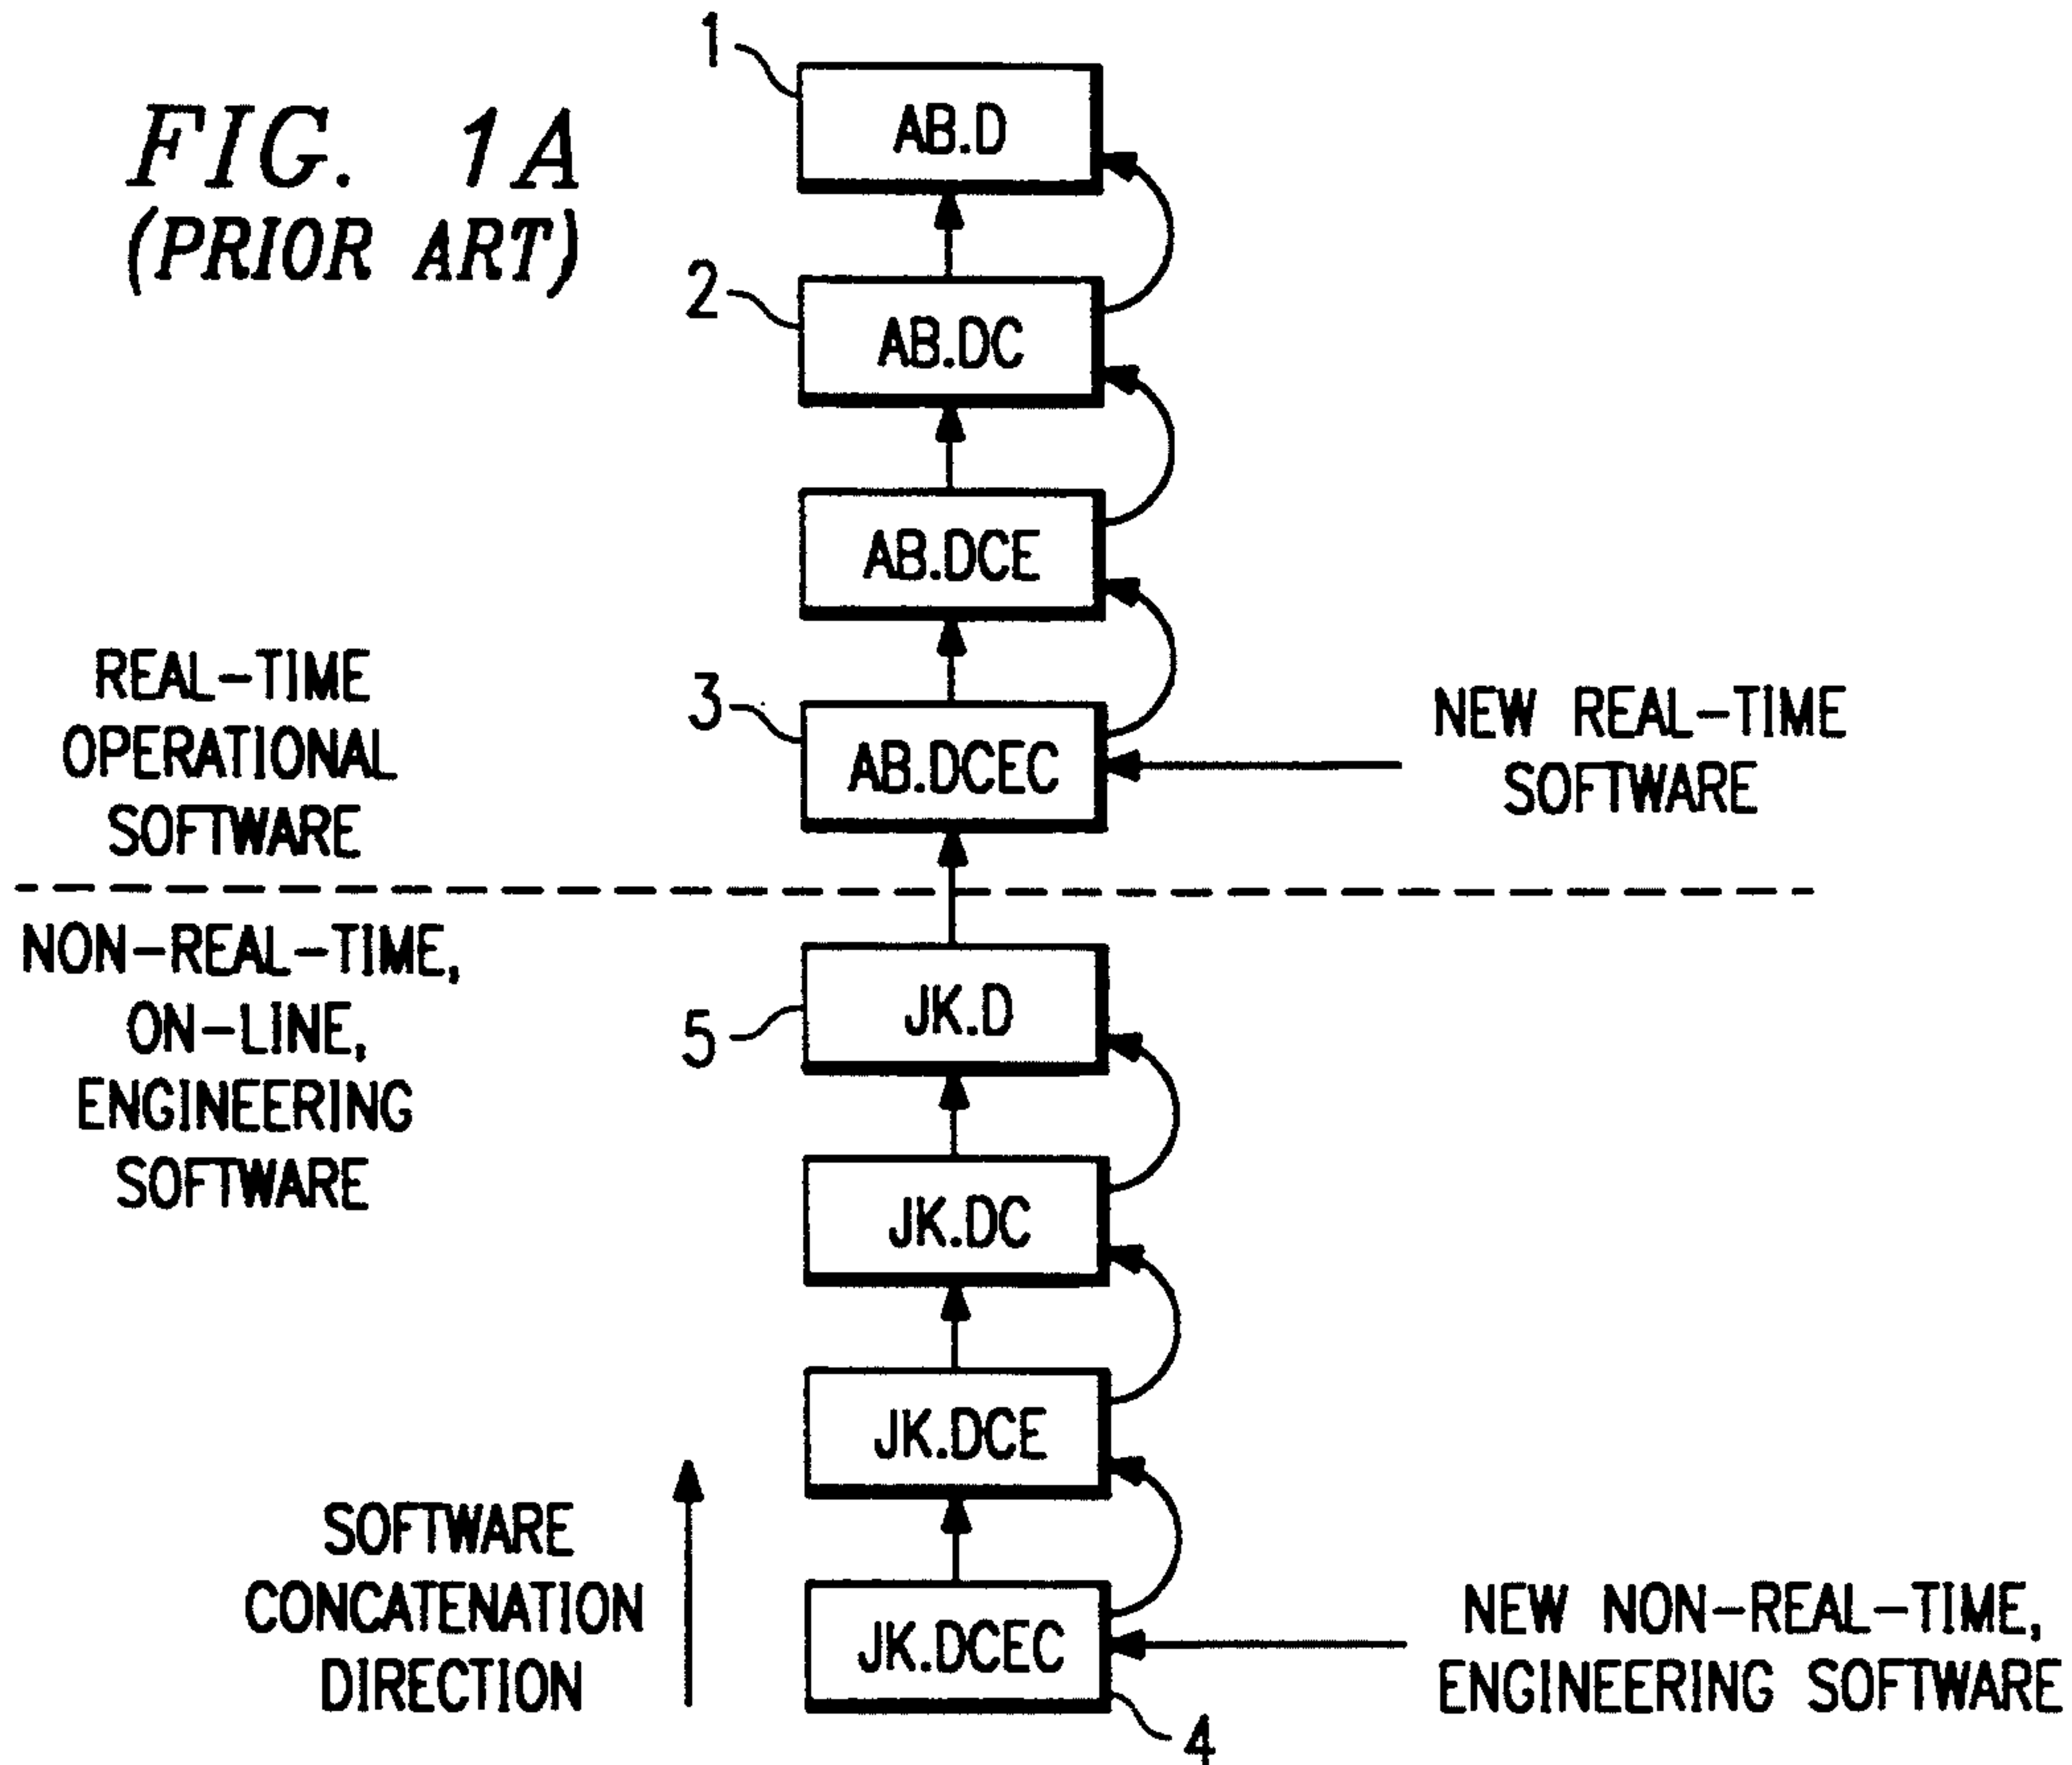 1
AB.D
FIG. 1A
(PRIOR ART)
2
AB.DC
AB.DCE
REAL-TIME
OPERATIONAL
SOFTWARE
3
AB.DCEC
NEW REAL-TIME
SOFTWARE
NON-REAL-TIME,
ON-LINE,
ENGINEERING
SOFTWARE
5
JK.D
JK.DC
JK.DCE
SOFTWARE
CONCATENATION
DIRECTION
JK.DCEC
4
NEW NON-REAL-TIME,
ENGINEERING SOFTWARE